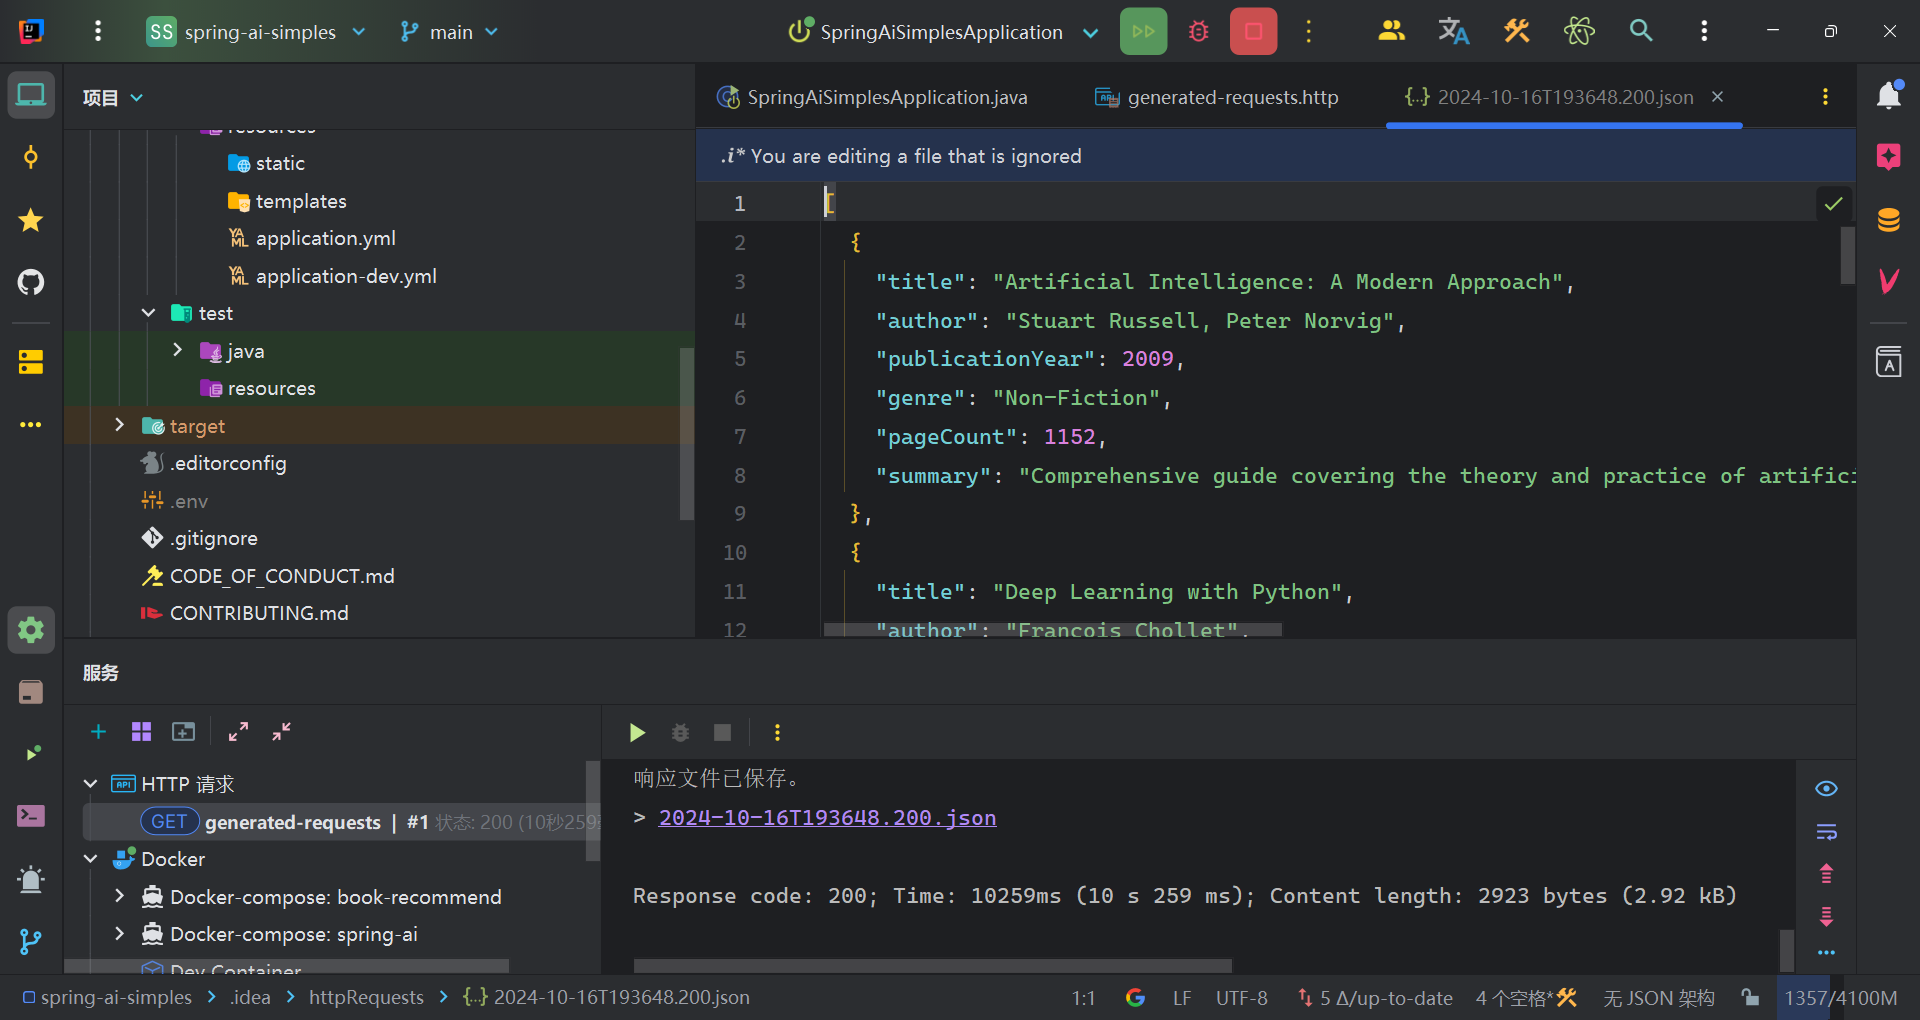 SS spring-ai-simples main SpringAiSimplesApplication
项目
resources
static
templates
application.yml
application-dev.yml
test
java
resources
target
.editorconfig
.env
.gitignore
CODE_OF_CONDUCT.md
CONTRIBUTING.md
SpringAiSimplesApplication.java generated-requests.http {..} 2024-10-16T193648.200.json
.i* You are editing a file that is ignored
1 [
2 {
3 "title": "Artificial Intelligence: A Modern Approach",
4 "author": "Stuart Russell, Peter Norvig",
5 "publicationYear": 2009,
6 "genre": "Non-Fiction",
7 "pageCount": 1152,
8 "summary": "Comprehensive guide covering the theory and practice of artifici
9 },
10 {
11 "title": "Deep Learning with Python",
12 "author": "Francois Chollet",
服务
API HTTP 请求
GET generated-requests | #1 状态: 200 (10秒259
Docker
Docker-compose: book-recommend
Docker-compose: spring-ai
Dev Container
响应文件已保存。
> 2024-10-16T193648.200.json
Response code: 200; Time: 10259ms (10 s 259 ms); Content length: 2923 bytes (2.92 kB)
spring-ai-simples > .idea > httpRequests > {..} 2024-10-16T193648.200.json
1:1 LF UTF-8 5 Δ/up-to-date 4 个空格* 无 JSON 架构 1357/4100M